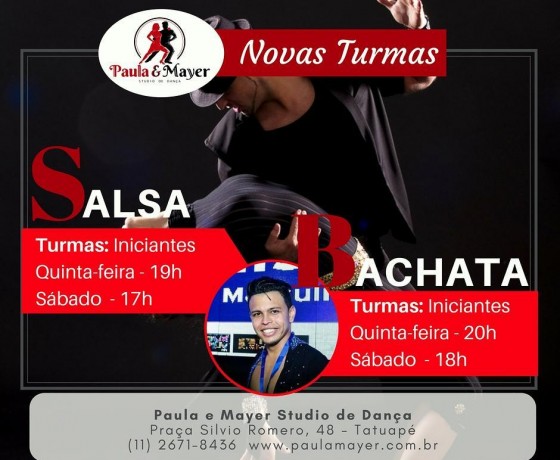 Paula & Mayer
STUDIO DE DANÇA
Novas Turmas
SALSA
Turmas: Iniciantes
Quinta-feira - 19h
Sábado - 17h
BACHATA
Turmas: Iniciantes
Quinta-feira - 20h
Sábado - 18h
Paula e Mayer Studio de Dança
Praça Silvio Romero, 48 - Tatuapé
(11) 2671-8436 www.paulamayer.com.br